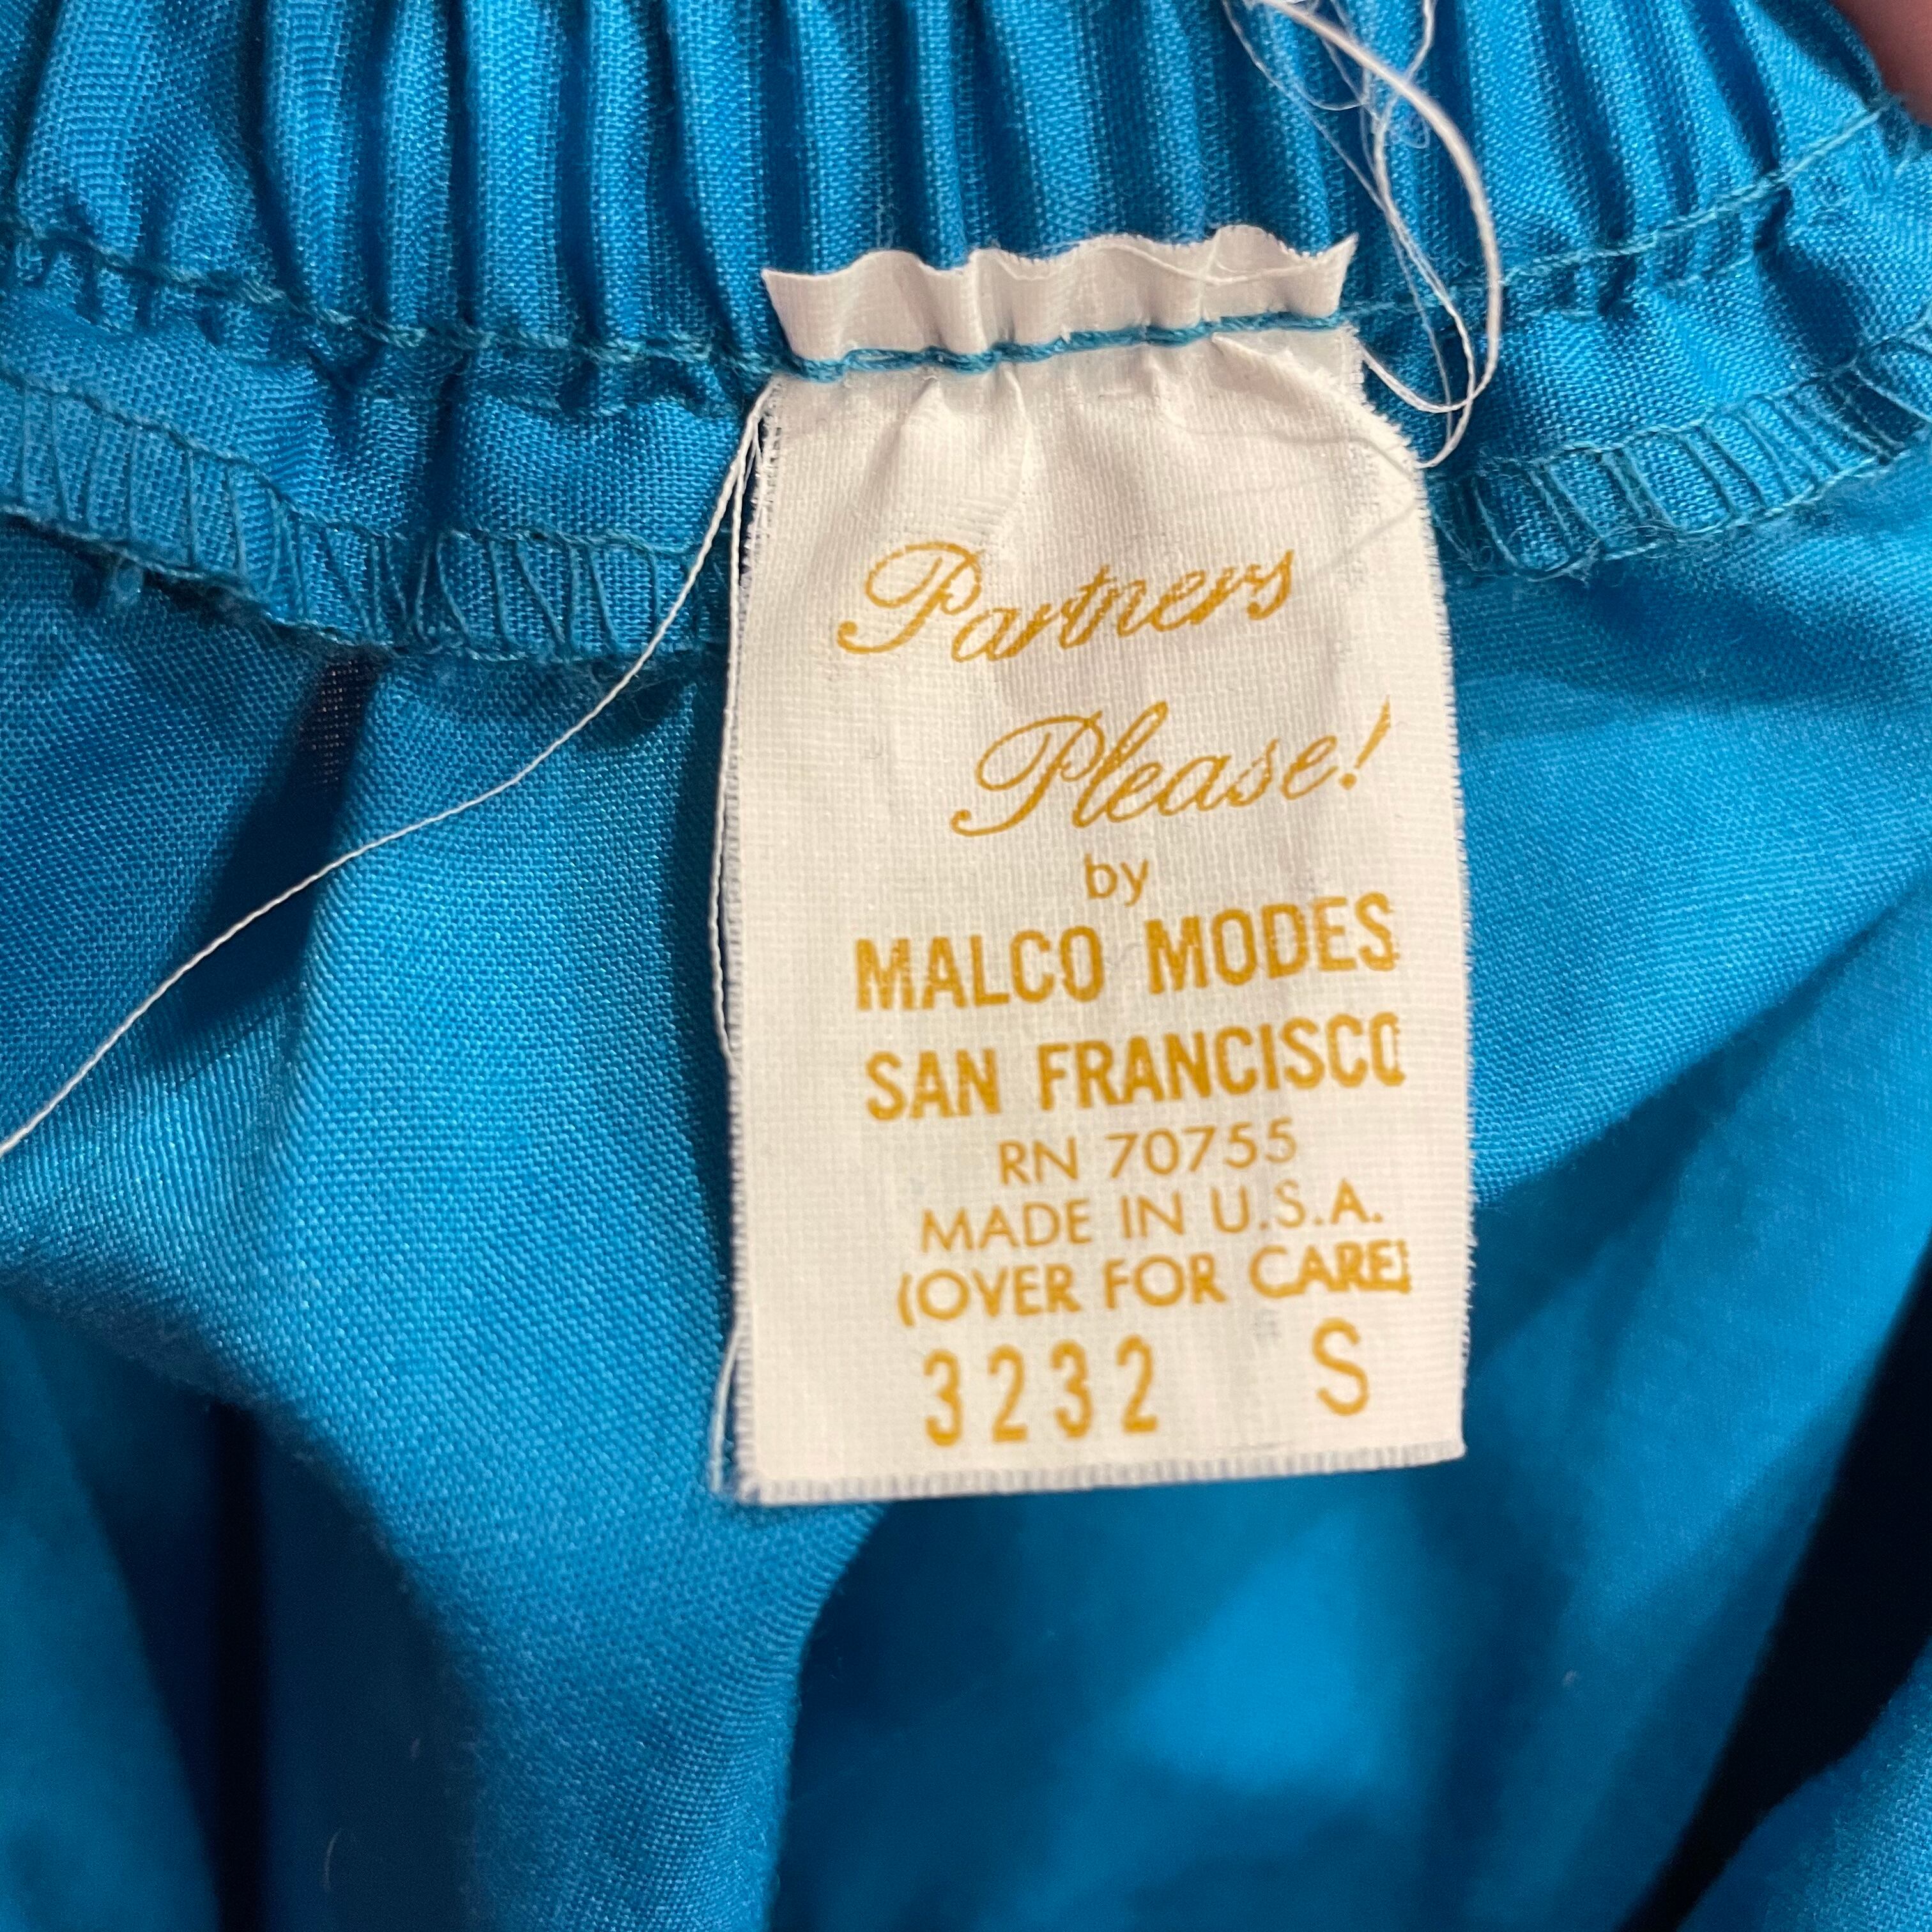 Partners
Please!
by
MALCO MODES
SAN FRANCISCO
RN 70755
MADE IN U.S.A.
(OVER FOR CARE)
3232 S